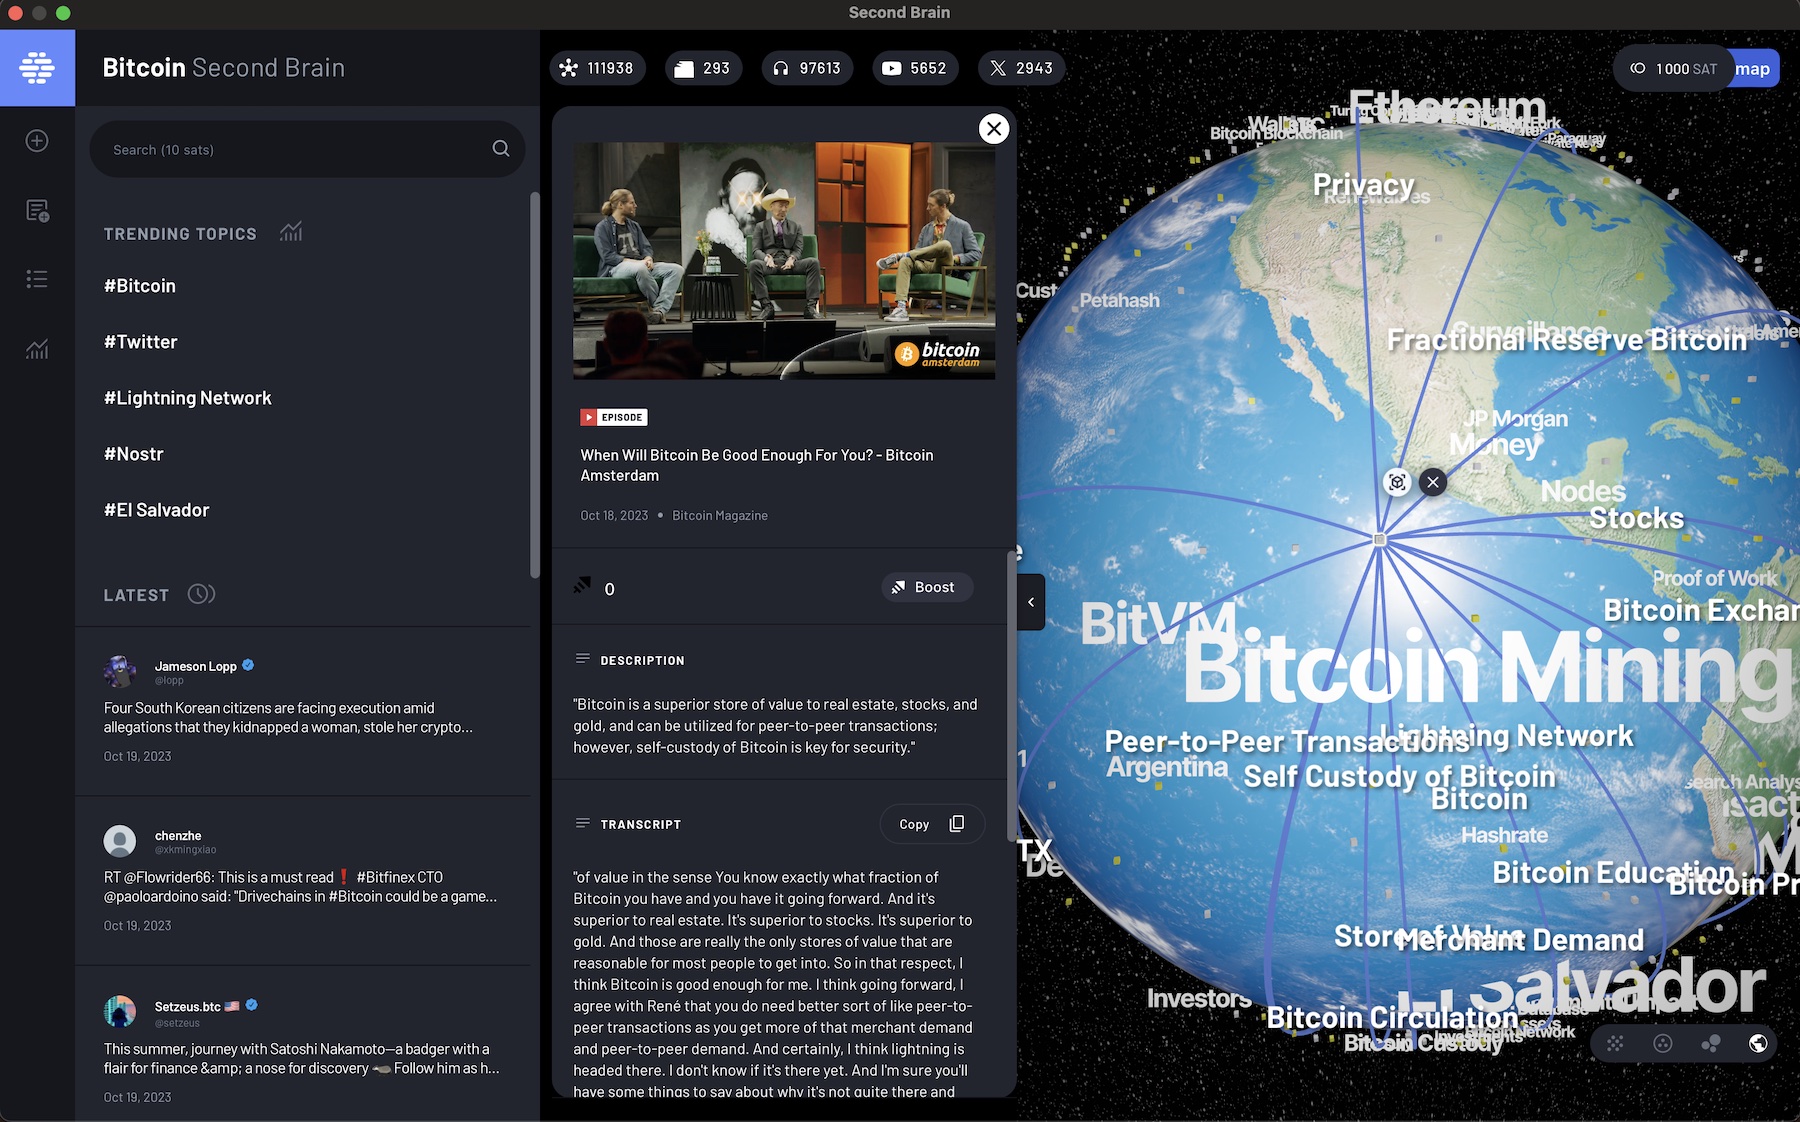 Second Brain
Bitcoin Second Brain
111938
293
97613
5652
2943
1 000 SAT
map
Search (10 sats)
TRENDING TOPICS
#Bitcoin
#Twitter
#Lightning Network
#Nostr
#El Salvador
LATEST
Jameson Lopp
@lopp
Four South Korean citizens are facing execution amid
allegations that they kidnapped a woman, stole her crypto...
Oct 19, 2023
chenzhe
@xkmingxiao
RT @Flowrider66: This is a must read❗ #Bitfinex CTO
@paoloardoino said: "Drivechains in #Bitcoin could be a game...
Oct 19, 2023
Setzeus.btc 🇺🇸
@setzeus
This summer, journey with Satoshi Nakamoto—a badger with a
flair for finance &amp; a nose for discovery 🦡 Follow him as h...
Oct 19, 2023
bitcoin
amsterdam
EPISODE
When Will Bitcoin Be Good Enough For You? - Bitcoin
Amsterdam
Oct 18, 2023 • Bitcoin Magazine
0
Boost
DESCRIPTION
"Bitcoin is a superior store of value to real estate, stocks, and
gold, and can be utilized for peer-to-peer transactions;
however, self-custody of Bitcoin is key for security."
TRANSCRIPT
Copy
"of value in the sense You know exactly what fraction of
Bitcoin you have and you have it going forward. And it's
superior to real estate. It's superior to stocks. It's superior to
gold. And those are really the only stores of value that are
reasonable for most people to get into. So in that respect, I
think Bitcoin is good enough for me. I think going forward, I
agree with René that you do need better sort of like peer-to-
peer transactions as you get more of that merchant demand
and peer-to-peer demand. And certainly, I think lightning is
headed there. I don't know if it's there yet. And I'm sure you'll
have some things to say about why it's not quite there and
Ethereum
Bitcoin Blockchain
Paraguay
Privacy
Renewables
Cust
Petahash
Surveillance
Fractional Reserve Bitcoin
JP Morgan
Money
Nodes
Stocks
Proof of Work
Bitcoin Exchan
BitVM
Bitcoin Mining
Peer-to-Peer Transactions
Lightning Network
Argentina
Self Custody of Bitcoin
Bitcoin
Hashrate
earch Analys
TX
De
Bitcoin Education
Bitcoin Pr
Store of Value
Merchant Demand
Salvador
Investors
Bitcoin Circulation
Bitcoin Custody
Investments
Network